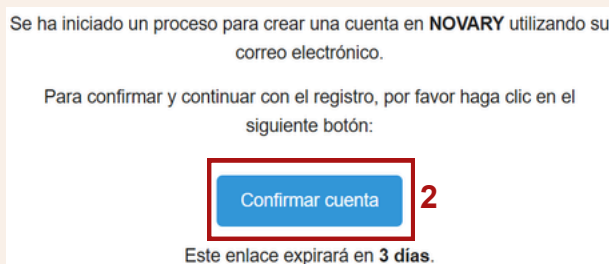 Se ha iniciado un proceso para crear una cuenta en NOVARY utilizando su
correo electrónico.
Para confirmar y continuar con el registro, por favor haga clic en el
siguiente botón:
Confirmar cuenta 2
Este enlace expirará en 3 días.